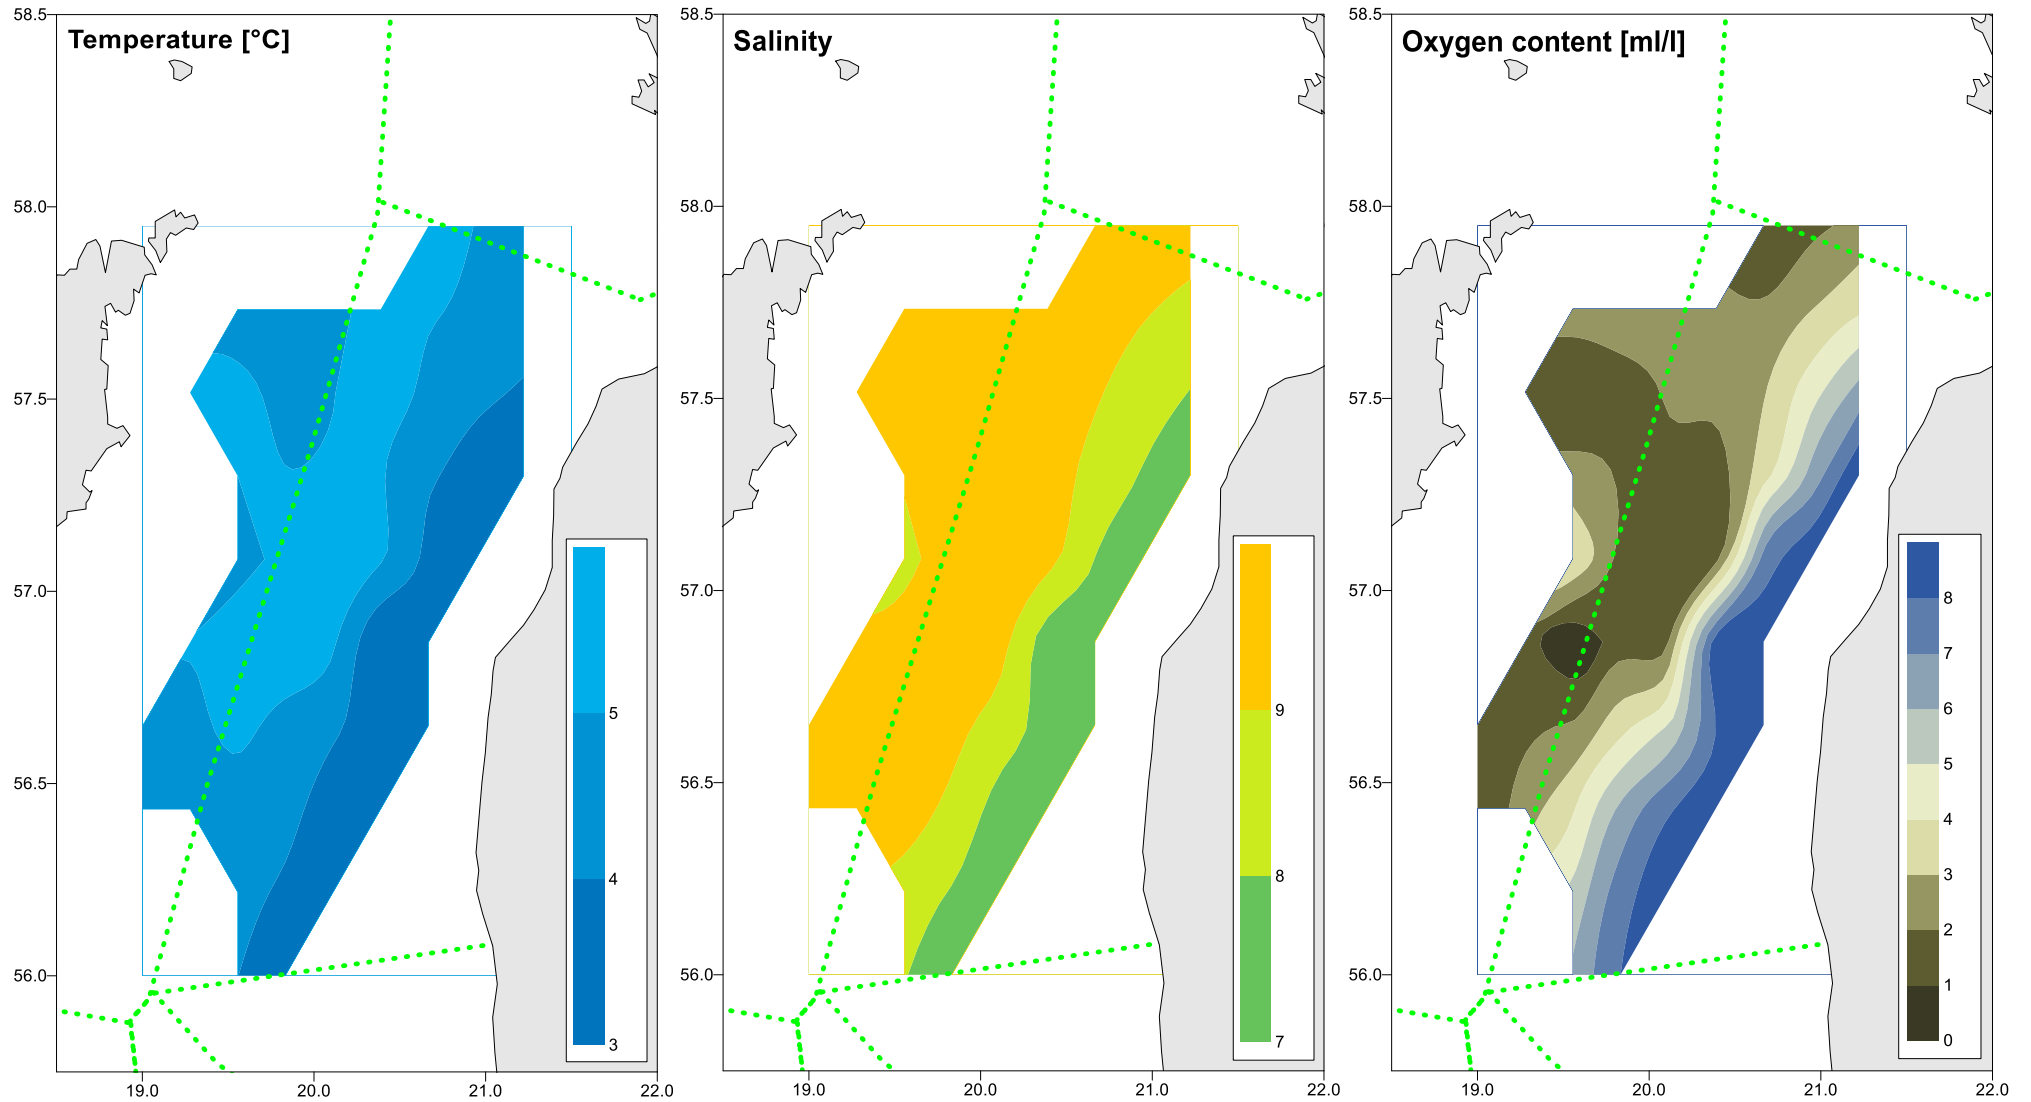 58.5 58.5 58.5
Temperature [°C] Salinity Oxygen content [ml/l]
58.0 58.0 58.0
57.5 57.5 57.5
57.0 57.0 8 57.0
7
5 9 6
56.5 56.5 56.5
5
4
4 8 3
2
56.0 56.0 56.0
1
3 7 0
19.0 20.0 21.0 22.0 19.0 20.0 21.0 22.0 19.0 20.0 21.0 22.0